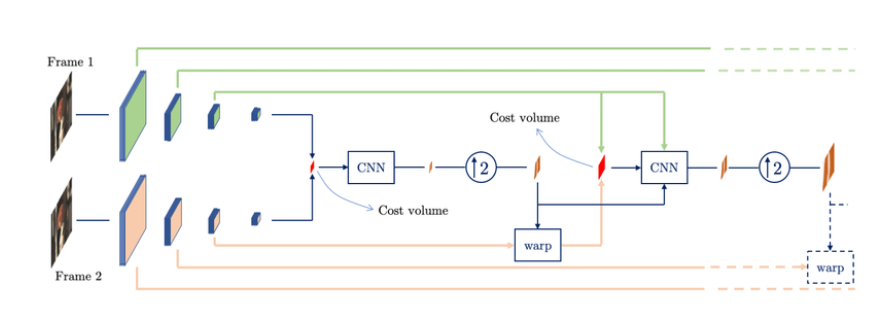 Frame 1
Cost volume
CNN
↑2
CNN
↑2
Cost volume
warp
warp
Frame 2